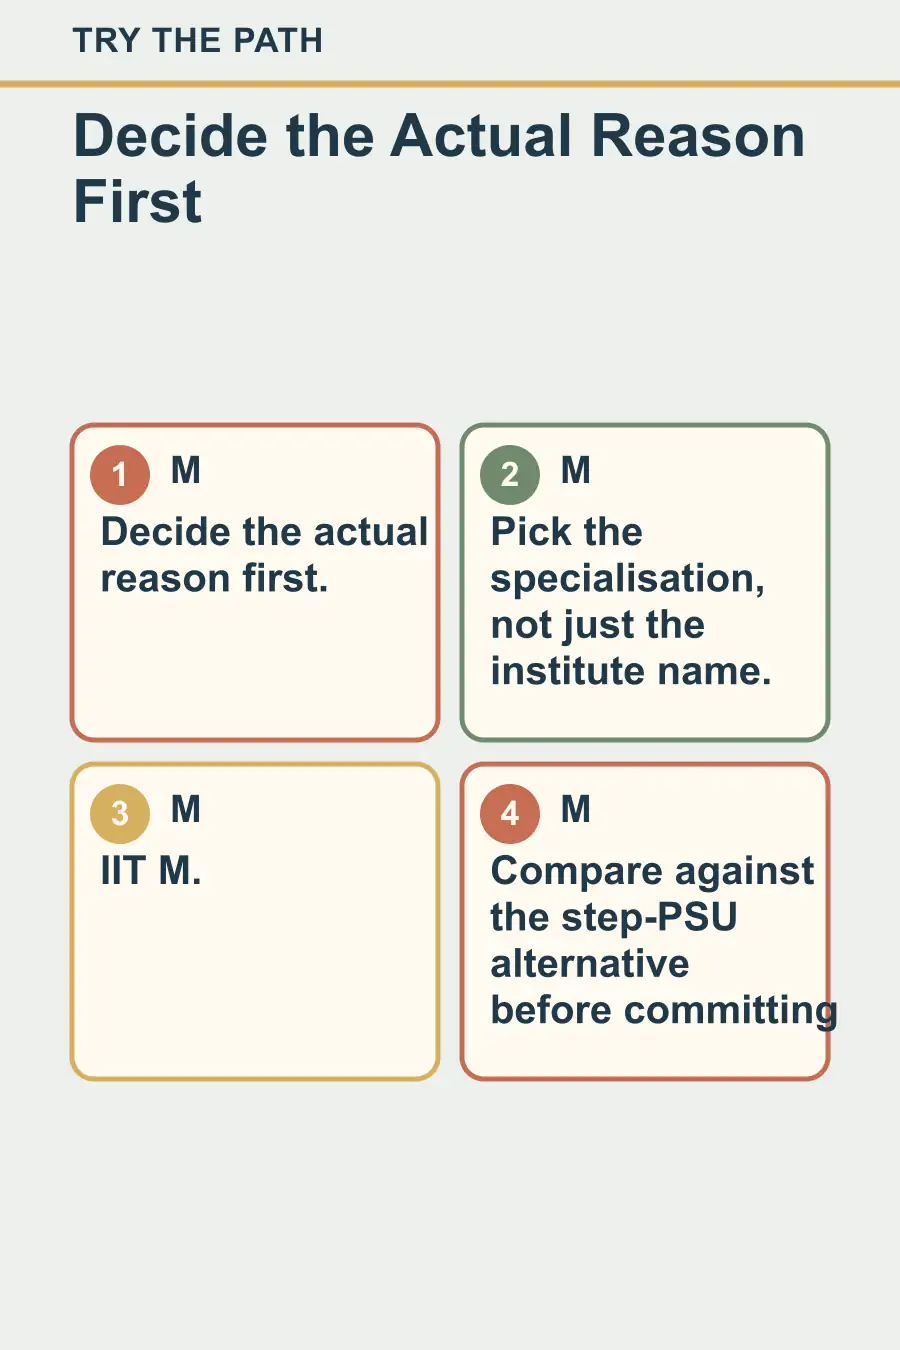 TRY THE PATH
Decide the Actual Reason
First
1 M
Decide the actual
reason first.
2 M
Pick the
specialisation,
not just the
institute name.
3 M
IIT M.
4 M
Compare against
the step-PSU
alternative
before committing